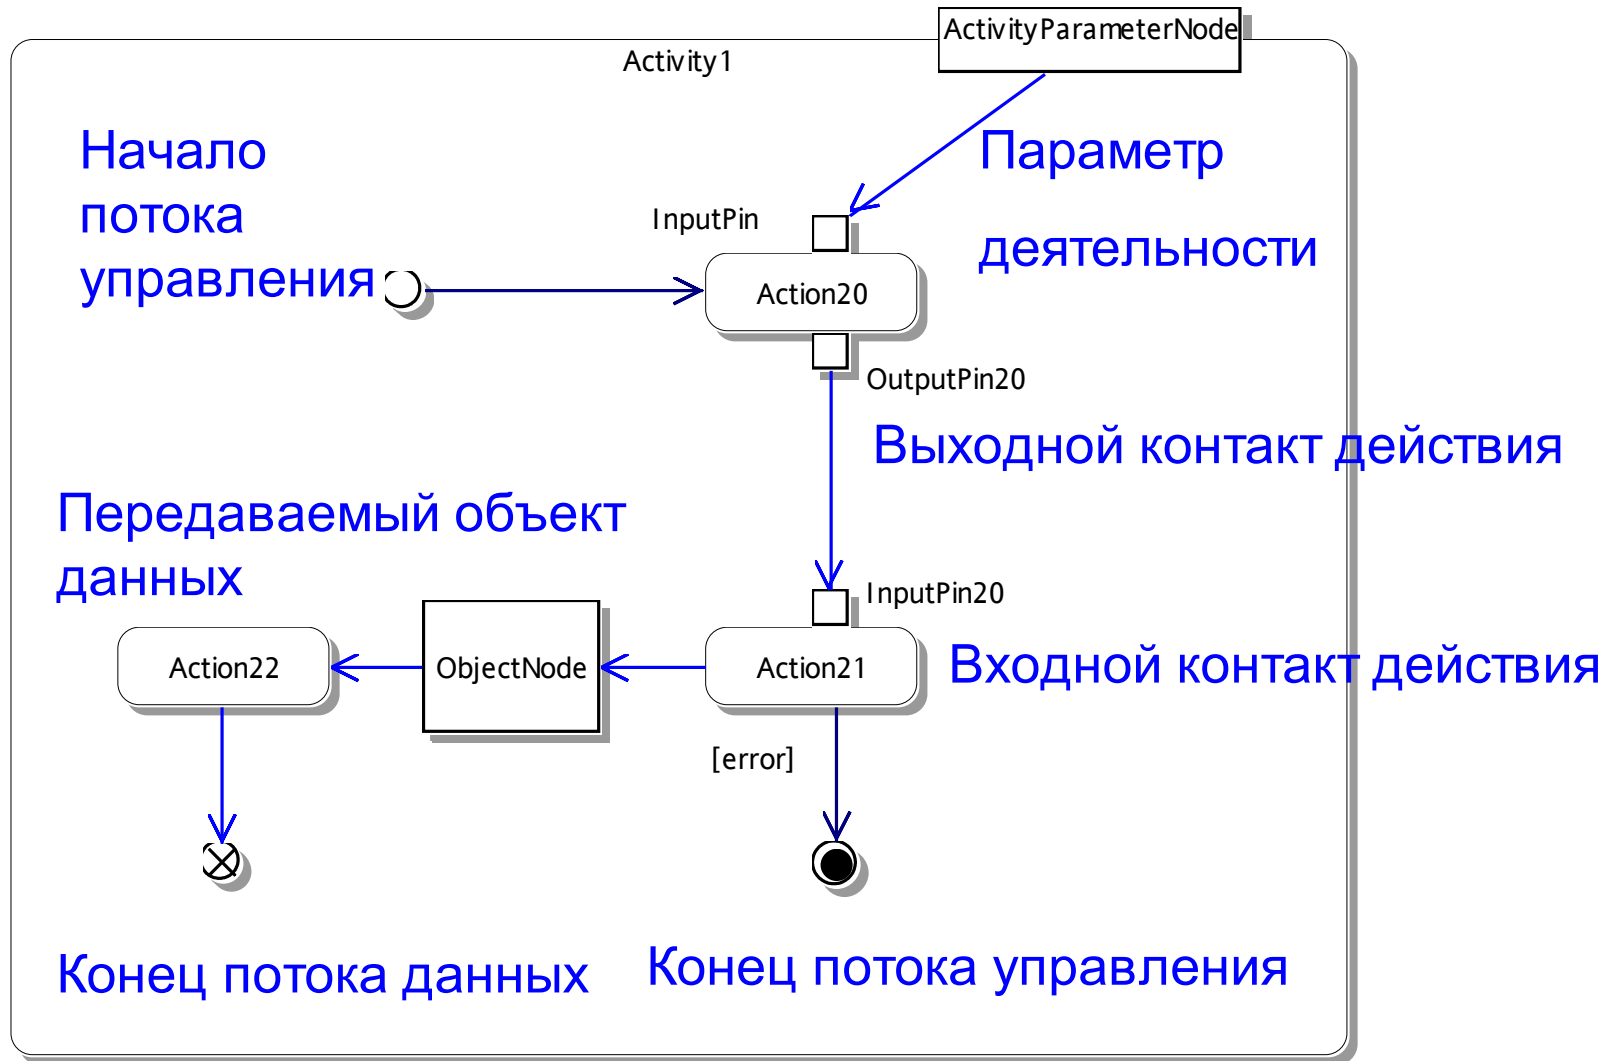 ActivityParameterNode
Activity1
Начало
потока
управления
Параметр
деятельности
InputPin
Action20
OutputPin20
Выходной контакт действия
Передаваемый объект
данных
InputPin20
Action22
ObjectNode
Action21
Входной контакт действия
[error]
Конец потока данных
Конец потока управления